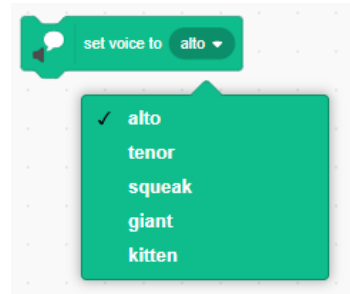 set voice to alto
alto
tenor
squeak
giant
kitten